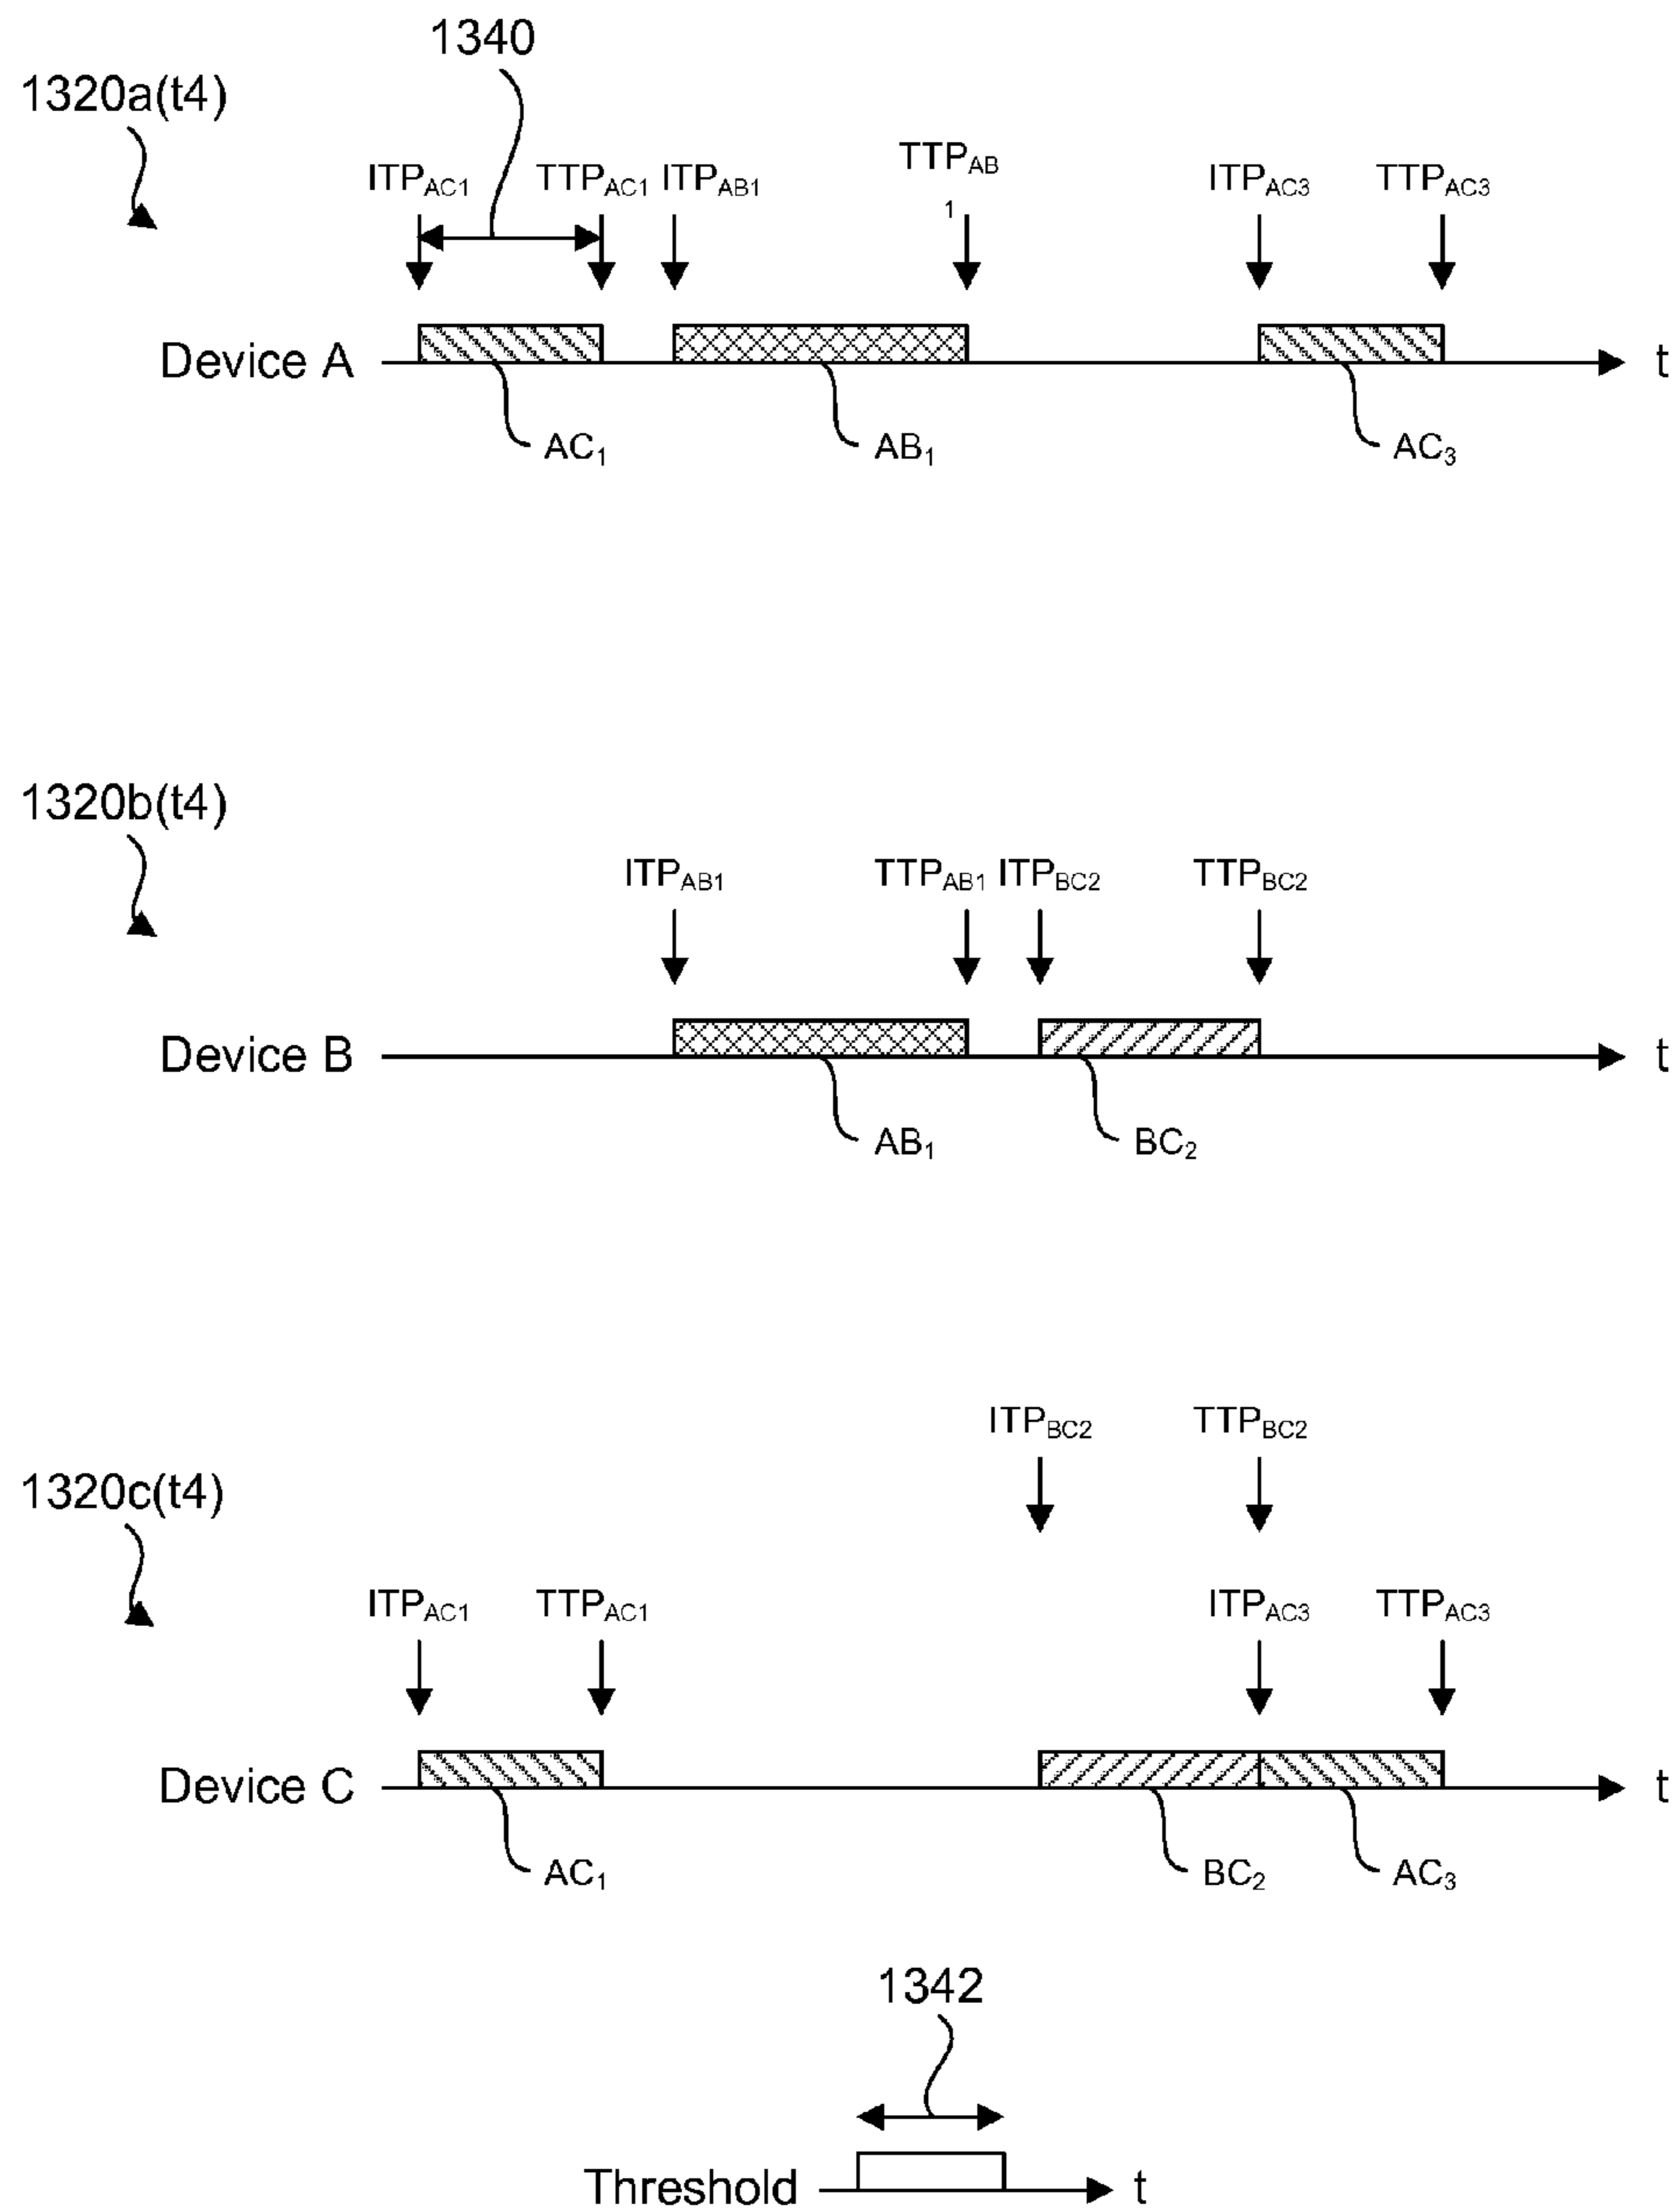 1340
1320a(t4)
ITPAC1 TTPAC1 ITPAB1 TTPAB
1 ITPAC3 TTPAC3
Device A t
AC1 AB1 AC3
1320b(t4)
ITPAB1 TTPAB1 ITPBC2 TTPBC2
Device B t
AB1 BC2
ITPBC2 TTPBC2
1320c(t4)
ITPAC1 TTPAC1 ITPAC3 TTPAC3
Device C t
AC1 BC2 AC3
1342
Threshold t